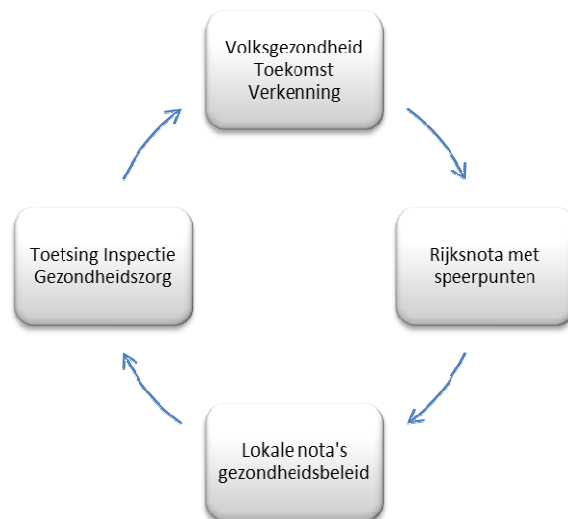 Volksgezondheid
Toekomst
Verkenning
Rijksnota met
speerpunten
Lokale nota's
gezondheidsbeleid
Toetsing Inspectie
Gezondheidszorg